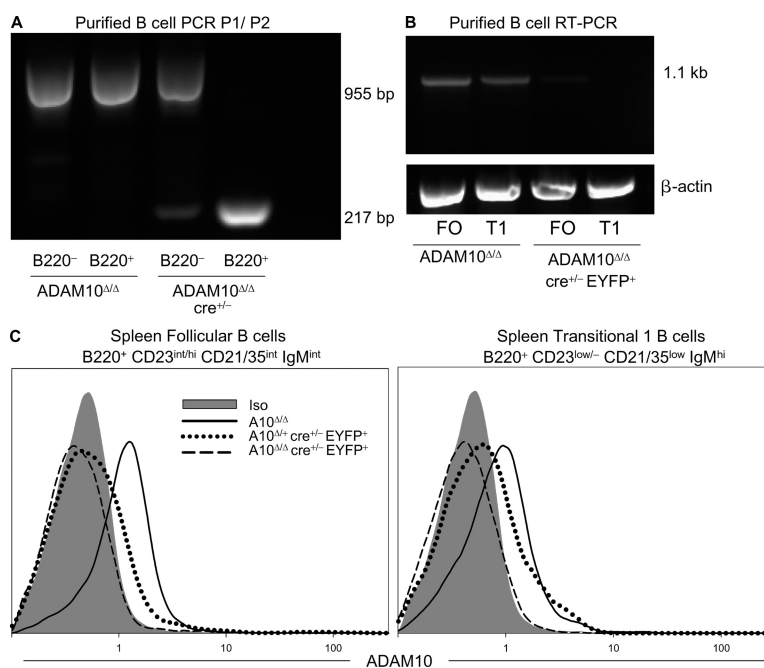 A
Purified B cell PCR P1/ P2
955 bp
217 bp
B220⁻ B220⁺ B220⁻ B220⁺
ADAM10^Δ/Δ ADAM10^Δ/Δ
cre^+/–
B
Purified B cell RT-PCR
1.1 kb
β-actin
FO T1 FO T1
ADAM10^Δ/Δ ADAM10^Δ/Δ
cre^+/– EYFP⁺
C
Spleen Follicular B cells
B220⁺ CD23^int/hi CD21/35^int IgM^int
Iso
A10^Δ/Δ
A10^Δ/+ cre^+/– EYFP⁺
A10^Δ/Δ cre^+/– EYFP⁺
1 10 100
Spleen Transitional 1 B cells
B220⁺ CD23^low/– CD21/35^low IgM^hi
1 10 100
ADAM10